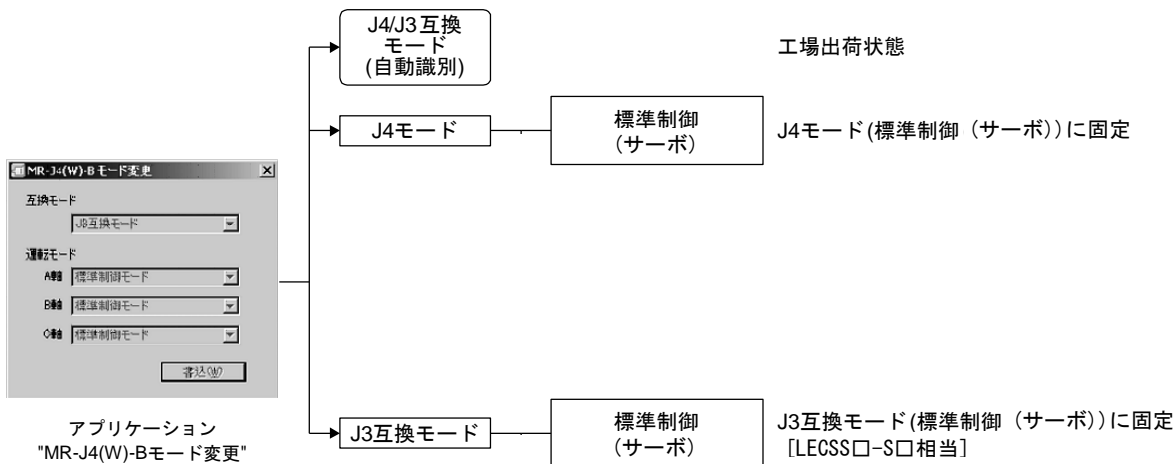 J4/J3互換
モード
(自動識別)
工場出荷状態
J4モード
標準制御
(サーボ)
J4モード(標準制御 (サーボ))に固定
MR-J4(W)-Bモード変更
互換モード
J3互換モード
運転モード
A軸 標準制御モード
B軸 標準制御モード
C軸 標準制御モード
書込(W)
アプリケーション
"MR-J4(W)-Bモード変更"
J3互換モード
標準制御
(サーボ)
J3互換モード(標準制御 (サーボ))に固定
[LECSS□-S□相当]